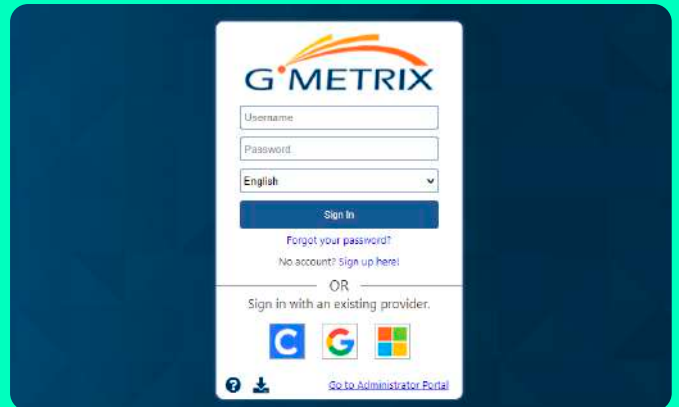 G METRIX
Username
Password
English
Sign In
Forgot your password?
No account? Sign up here!
OR
Sign in with an existing provider.
C G
? Go to Administrator Portal